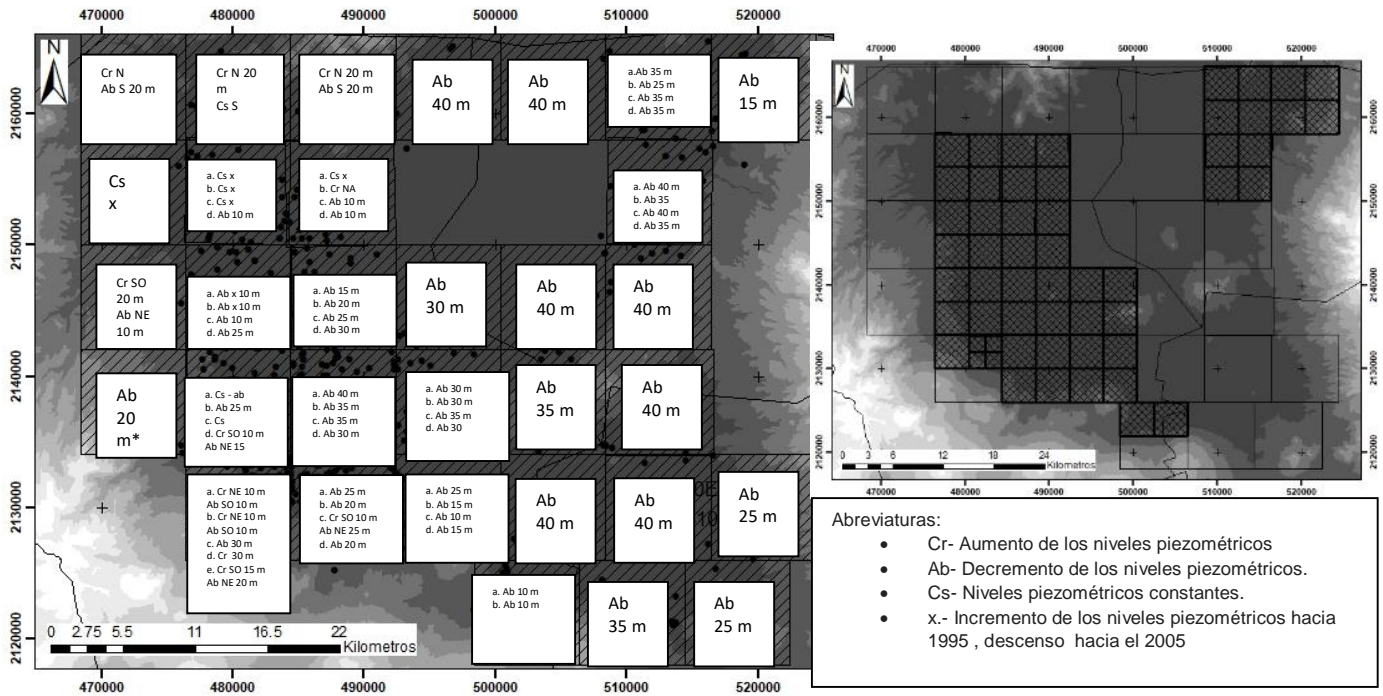 470000 480000 490000 500000 510000 520000
N
2160000
2150000
2140000
2130000
2120000
Cr N
Ab S 20 m
Cr N 20
m
Cs S
Cr N 20 m
Ab S 20 m
Ab
40 m
Ab
40 m
a.Ab 35 m
b. Ab 25 m
c. Ab 35 m
d. Ab 35 m
Ab
15 m
Cs
x
a. Cs x
b. Cs x
c. Cs x
d. Ab 10 m
a. Cs x
b. Cr NA
c. Ab 10 m
d. Ab 10 m
a. Ab 40 m
b. Ab 35
c. Ab 40 m
d. Ab 35 m
Cr SO
20 m
Ab NE
10 m
a. Ab x 10 m
b. Ab x 10 m
c. Ab 10 m
d. Ab 25 m
a. Ab 15 m
b. Ab 20 m
c. Ab 25 m
d. Ab 30 m
Ab
30 m
Ab
40 m
Ab
40 m
Ab
20
m*
a. Cs - ab
b. Ab 25 m
c. Cs
d. Cr SO 10 m
Ab NE 15
a. Ab 40 m
b. Ab 35 m
c. Ab 35 m
d. Ab 30 m
a. Ab 30 m
b. Ab 30 m
c. Ab 35 m
d. Ab 30
Ab
35 m
Ab
40 m
a. Cr NE 10 m
Ab SO 10 m
b. Cr NE 10 m
Ab SO 10 m
c. Ab 30 m
d. Cr 30 m
e. Cr SO 15 m
Ab NE 20 m
a. Ab 25 m
b. Ab 20 m
c. Cr SO 10 m
Ab NE 25 m
d. Ab 20 m
a. Ab 25 m
b. Ab 15 m
c. Ab 10 m
d. Ab 15 m
Ab
40 m
Ab
40 m
Ab
25 m
a. Ab 10 m
b. Ab 10 m
Ab
35 m
Ab
25 m
0 2.75 5.5 11 16.5 22
Kilometros
470000 480000 490000 500000 510000 520000
470000 480000 490000 500000 510000 520000
N
2160000
2150000
2140000
2130000
2120000
2160000
2150000
2140000
2130000
2120000
0 3 6 12 18 24
Kilometros
470000 480000 490000 500000 510000 520000
Abreviaturas:
• Cr- Aumento de los niveles piezométricos
• Ab- Decremento de los niveles piezométricos.
• Cs- Niveles piezométricos constantes.
• x.- Incremento de los niveles piezométricos hacia
1995 , descenso hacia el 2005